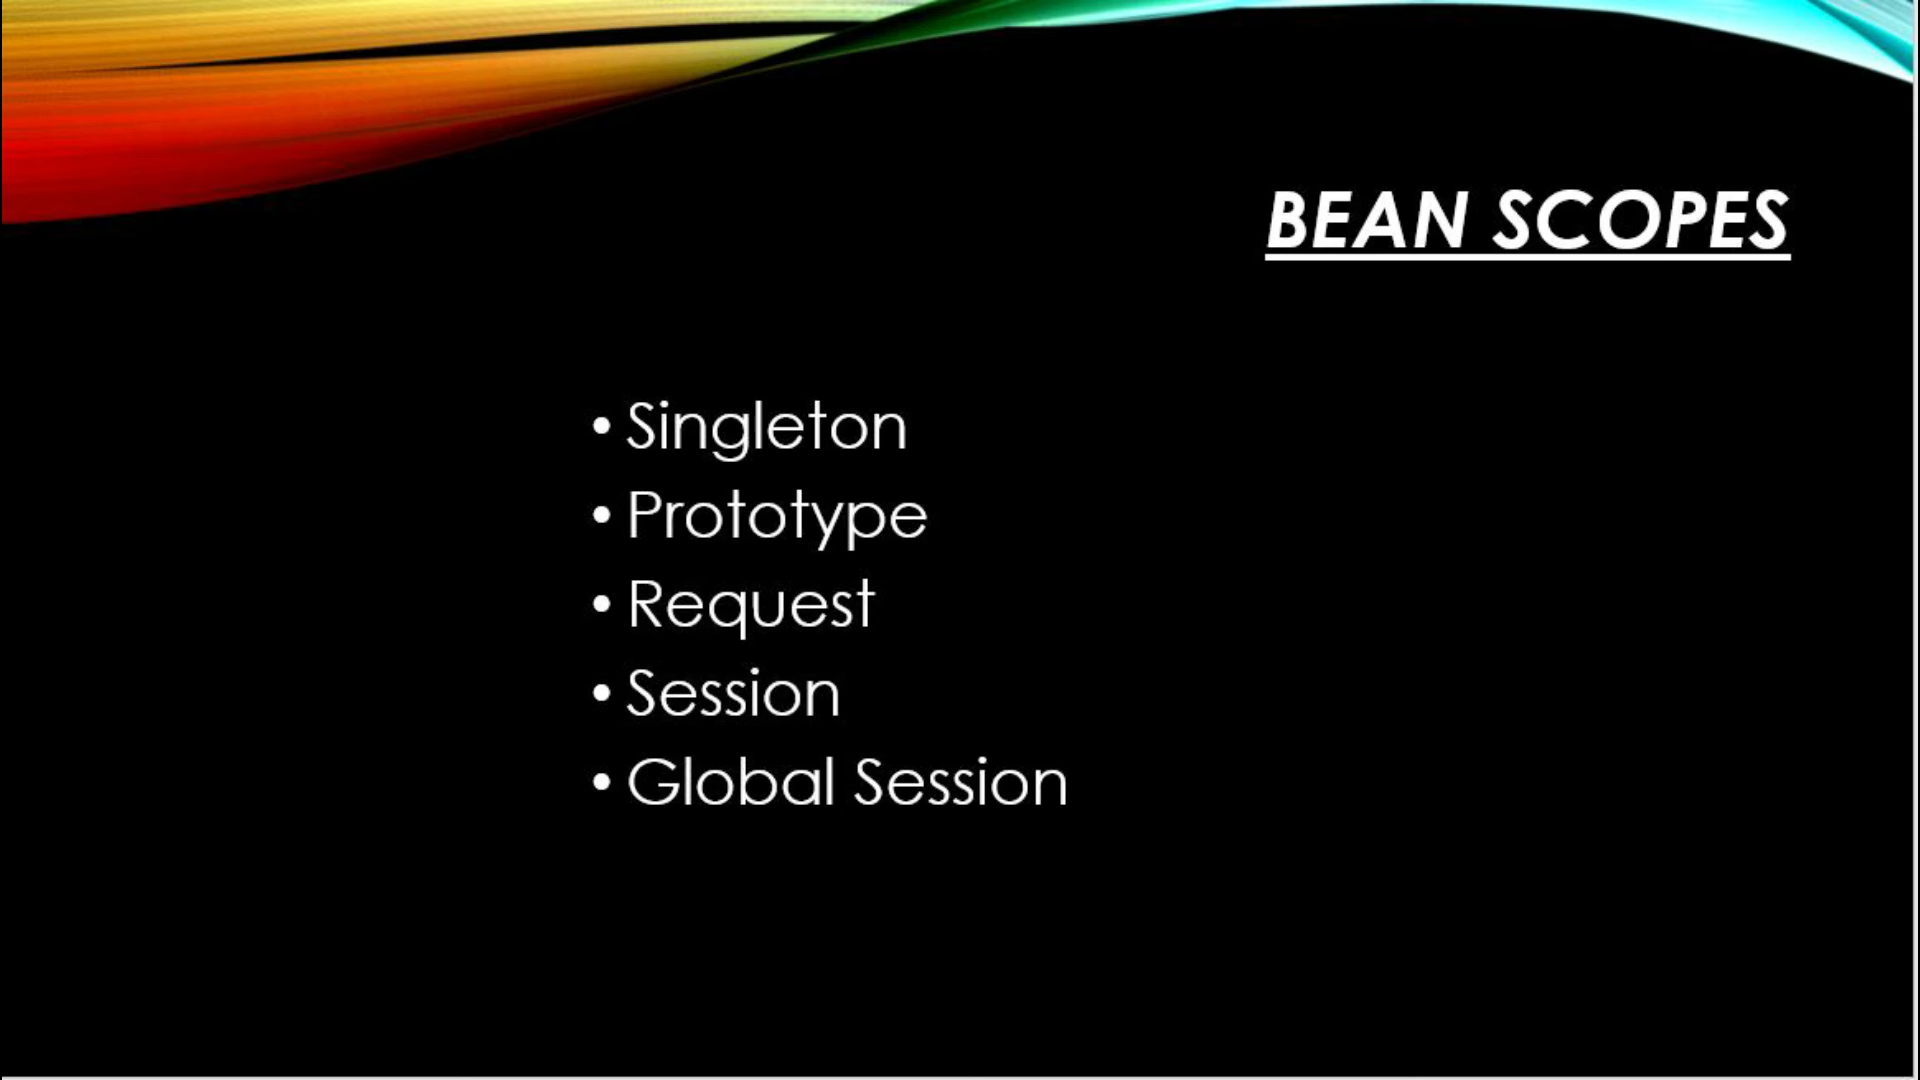 BEAN SCOPES
• Singleton
• Prototype
• Request
• Session
• Global Session